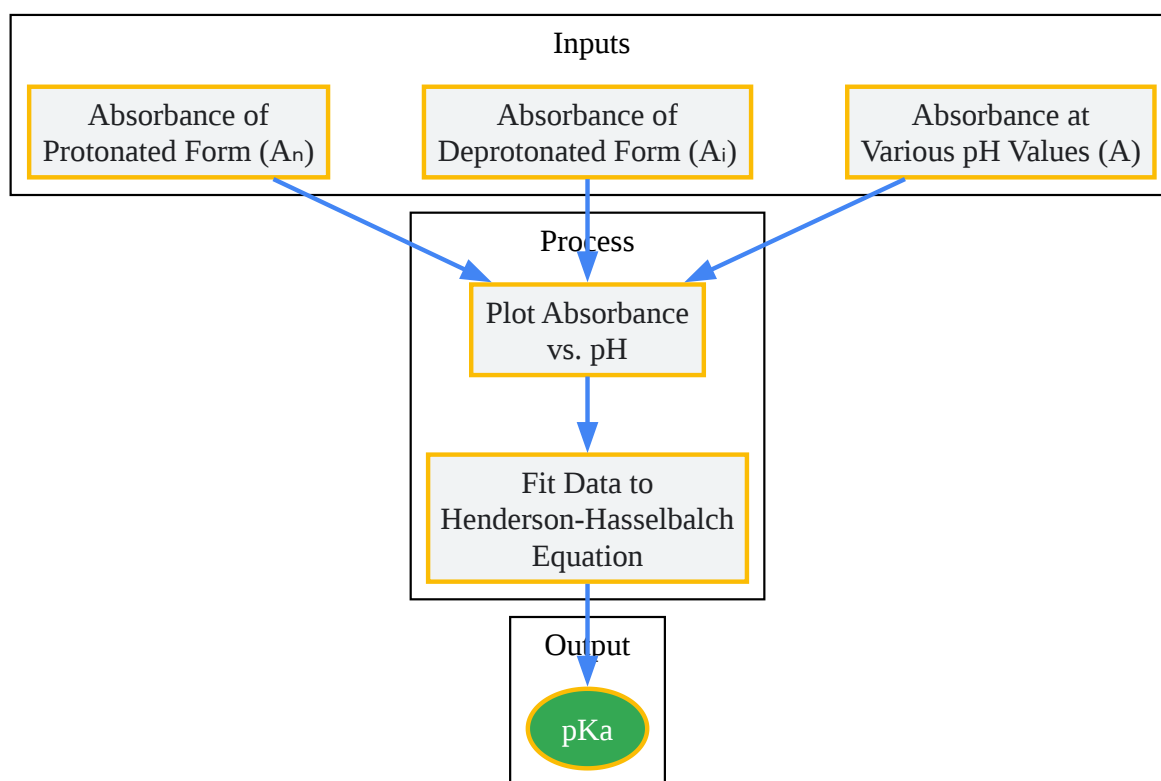 Inputs
Absorbance of
Protonated Form (Aₙ)
Absorbance of
Deprotonated Form (Aᵢ)
Absorbance at
Various pH Values (A)
Process
Plot Absorbance
vs. pH
Fit Data to
Henderson-Hasselbalch
Equation
Output
pKa